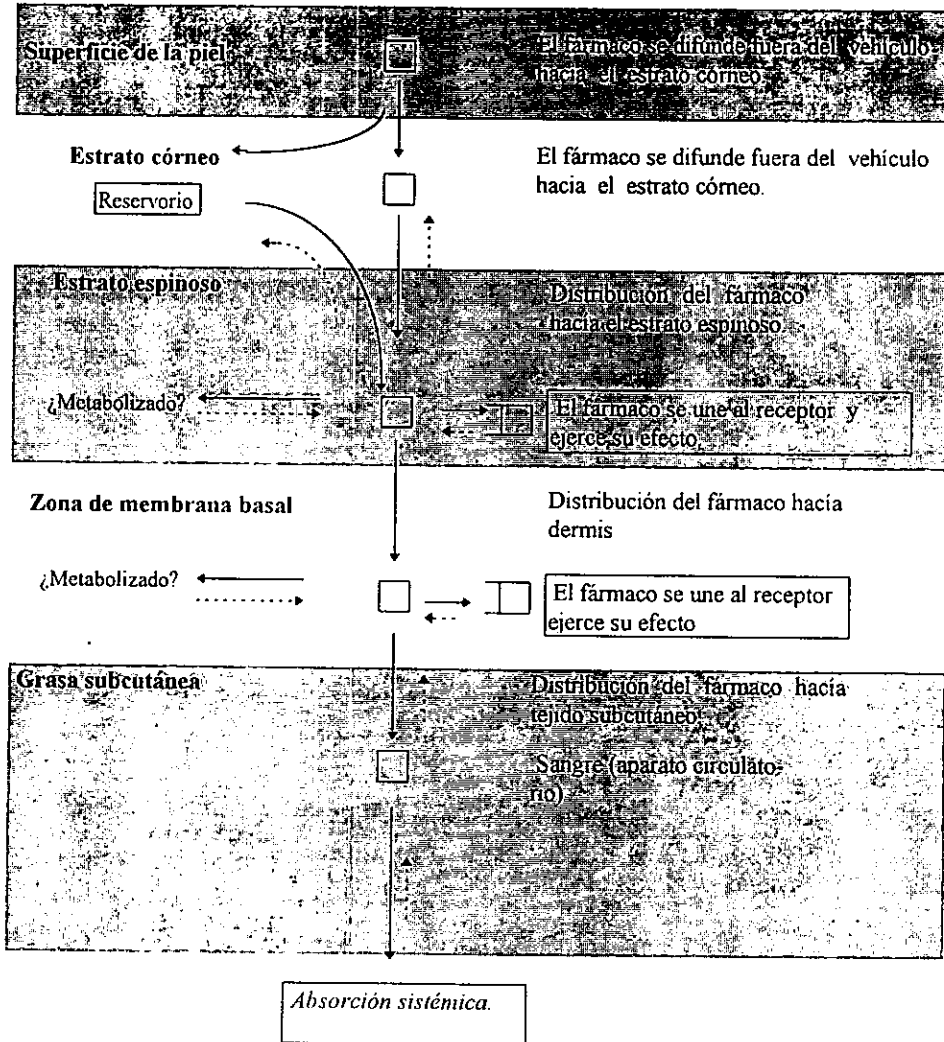 Superficie de la piel
El fármaco se difunde fuera del vehículo
hacia el estrato córneo
Estrato córneo
El fármaco se difunde fuera del vehículo
hacia el estrato córneo.
Reservorio
Estrato espinoso
Distribución del fármaco
hacia el estrato espinoso
¿Metabolizado?
El fármaco se une al receptor y
ejerce su efecto
Zona de membrana basal
Distribución del fármaco hacía
dermis
¿Metabolizado?
El fármaco se une al receptor
ejerce su efecto
Grasa subcutánea
Distribución del fármaco hacía
tejido subcutáneo
Sangre (aparato circulato-
rio)
Absorción sistémica.